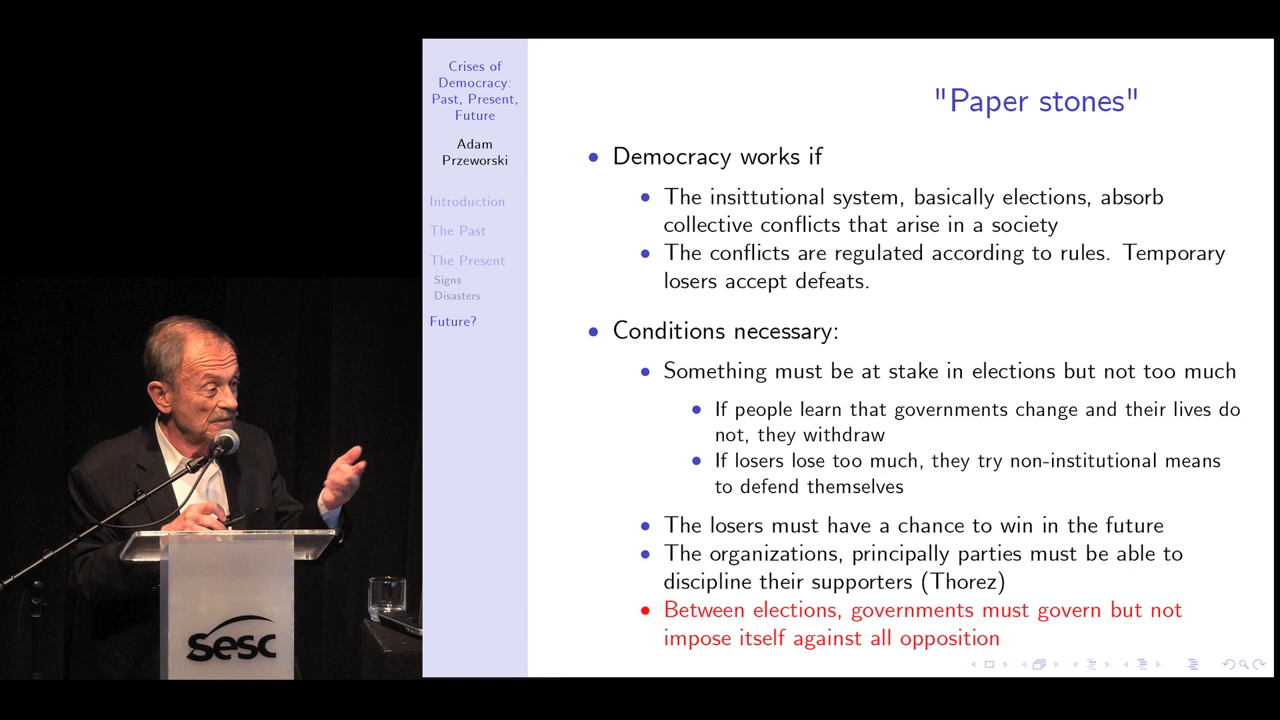 Crises of
Democracy:
Past, Present,
Future
Adam
Przeworski
Introduction
The Past
The Present
Signs
Disasters
Future?
"Paper stones"
• Democracy works if
• The insittutional system, basically elections, absorb
collective conflicts that arise in a society
• The conflicts are regulated according to rules. Temporary
losers accept defeats.
• Conditions necessary:
• Something must be at stake in elections but not too much
• If people learn that governments change and their lives do
not, they withdraw
• If losers lose too much, they try non-institutional means
to defend themselves
• The losers must have a chance to win in the future
• The organizations, principally parties must be able to
discipline their supporters (Thorez)
• Between elections, governments must govern but not
impose itself against all opposition
sesc